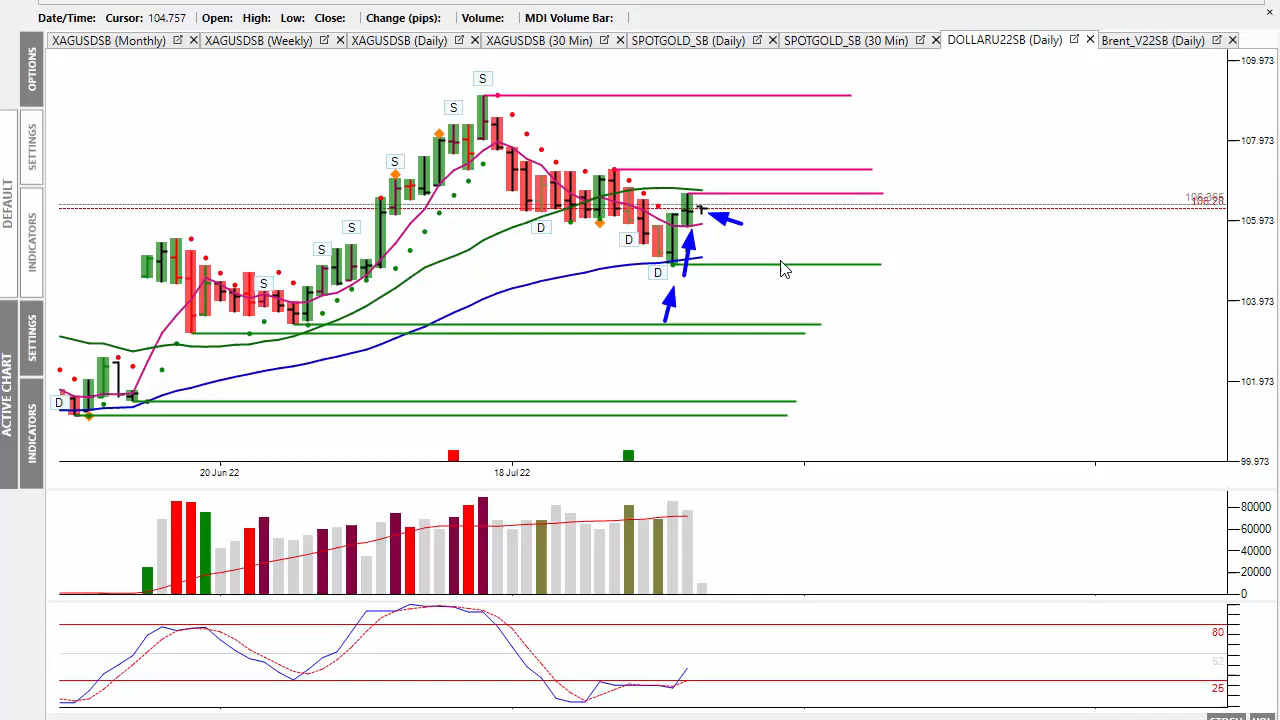 Date/Time: Cursor: 104.757 Open: High: Low: Close: Change (pips): Volume: MDI Volume Bar:
XAGUSDSB (Monthly) XAGUSDSB (Weekly) XAGUSDSB (Daily) XAGUSDSB (30 Min) SPOTGOLD_SB (Daily) SPOTGOLD_SB (30 Min) DOLLARU22SB (Daily) Brent_V22SB (Daily)
OPTIONS
SETTINGS
INDICATORS
DEFAULT
SETTINGS
INDICATORS
ACTIVE CHART
109.973
107.973
105.973
103.973
101.973
99.973
S
S
S
S
S
S
D
D
D
D
20 Jun 22
18 Jul 22
80000
60000
40000
20000
0
80
52
25